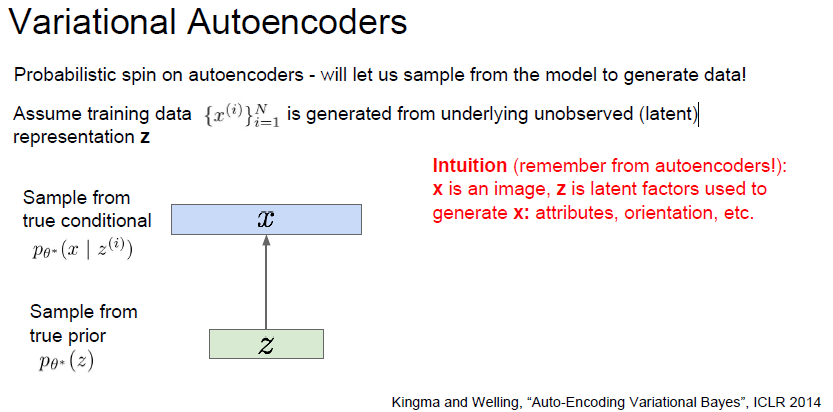 Variational Autoencoders
Probabilistic spin on autoencoders - will let us sample from the model to generate data!
Assume training data {x^{(i)}}_{i=1}^{N} is generated from underlying unobserved (latent)
representation z
Intuition (remember from autoencoders!):
x is an image, z is latent factors used to
generate x: attributes, orientation, etc.
Sample from
true conditional
p_{θ*}(x | z^{(i)})
x
Sample from
true prior
p_{θ*}(z)
z
Kingma and Welling, “Auto-Encoding Variational Bayes”, ICLR 2014